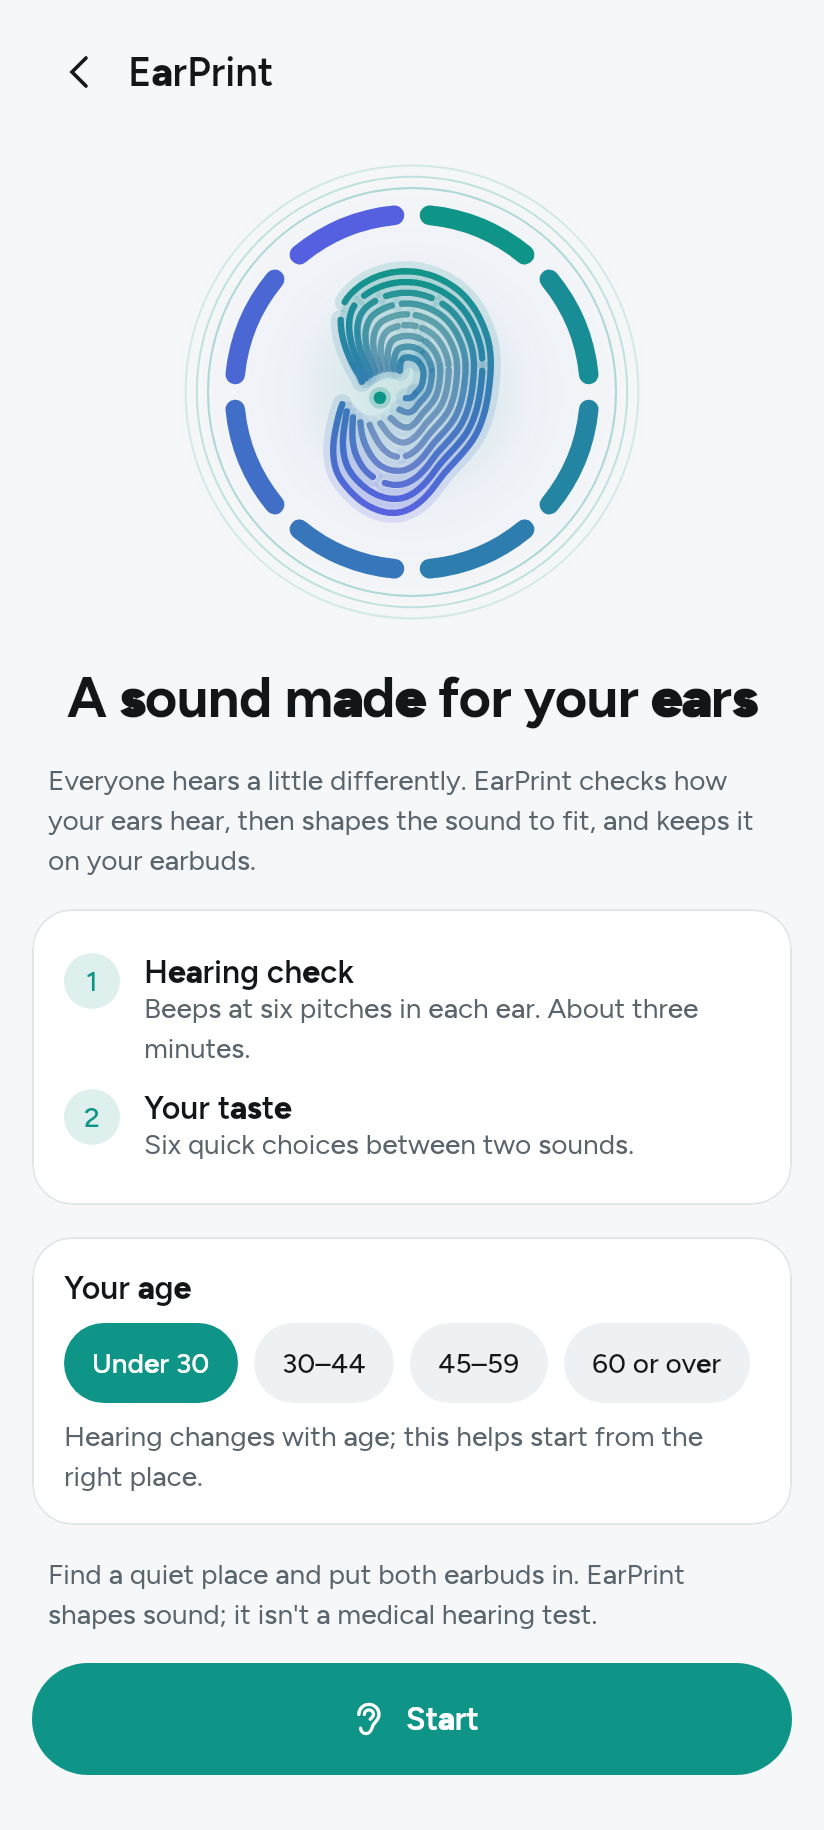 EarPrint
A sound made for your ears
Everyone hears a little differently. EarPrint checks how
your ears hear, then shapes the sound to fit, and keeps it
on your earbuds.
1
Hearing check
Beeps at six pitches in each ear. About three
minutes.
2
Your taste
Six quick choices between two sounds.
Your age
Under 30
30–44
45–59
60 or over
Hearing changes with age; this helps start from the
right place.
Find a quiet place and put both earbuds in. EarPrint
shapes sound; it isn't a medical hearing test.
Start